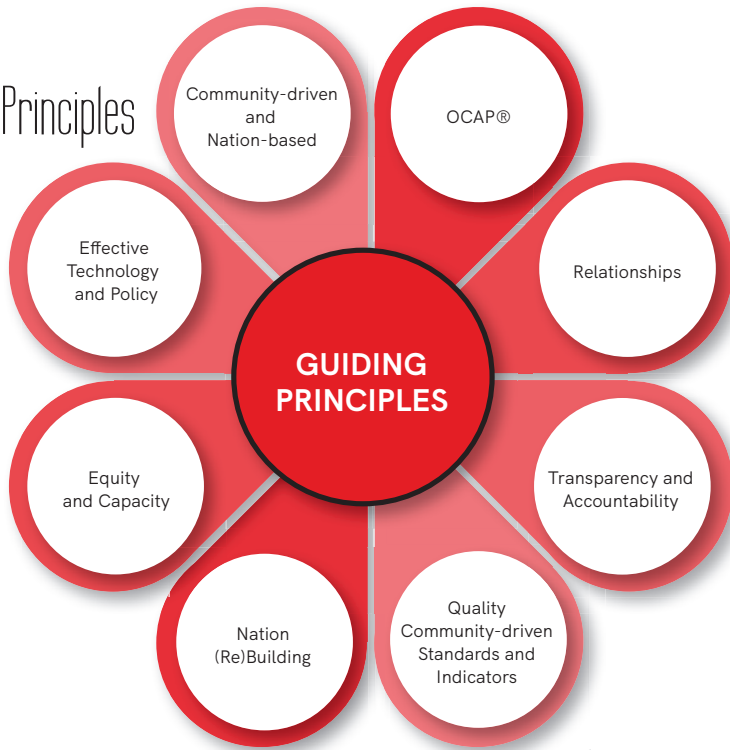 Principles
Community-driven
and
Nation-based
OCAP®
Relationships
Transparency and
Accountability
Quality
Community-driven
Standards and
Indicators
Nation
(Re)Building
Equity
and Capacity
Effective
Technology
and Policy
GUIDING
PRINCIPLES